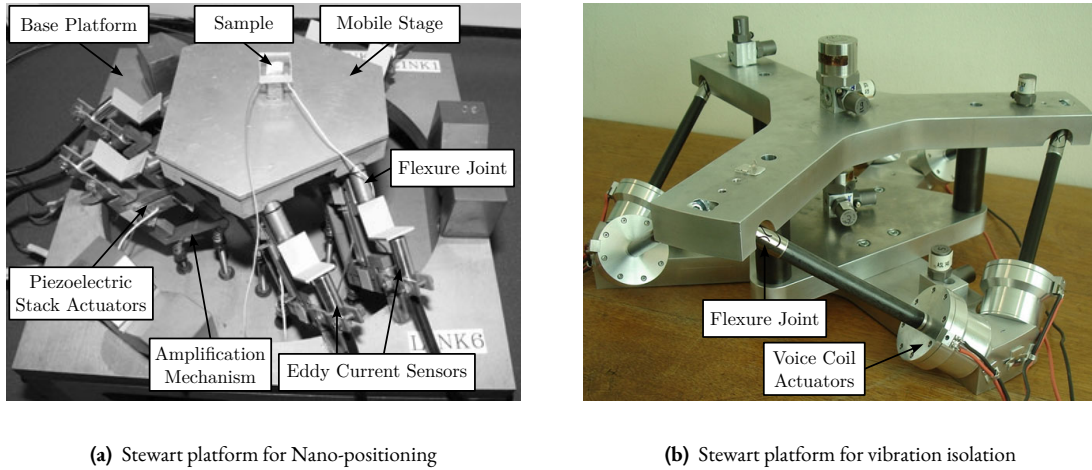 Base Platform
Sample
Mobile Stage
LINK1
Flexure Joint
Piezoelectric
Stack Actuators
Amplification
Mechanism
Eddy Current Sensors
LINK6
Flexure Joint
Voice Coil
Actuators
(a) Stewart platform for Nano-positioning
(b) Stewart platform for vibration isolation